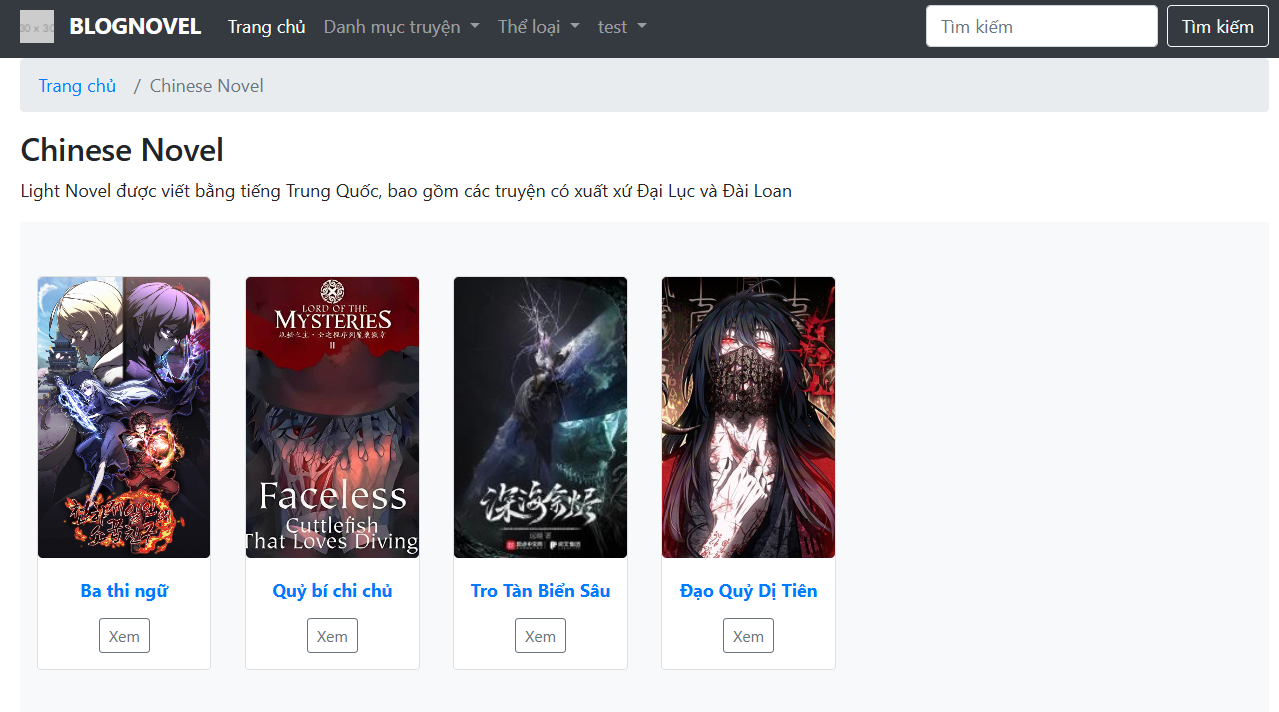 30 x 30 BLOGNOVEL Trang chủ Danh mục truyện Thể loại test Tìm kiếm Tìm kiếm
Trang chủ / Chinese Novel
Chinese Novel
Light Novel được viết bằng tiếng Trung Quốc, bao gồm các truyện có xuất xứ Đại Lục và Đài Loan
LORD OF THE
MYSTERIES
II
Faceless
Cuttlefish
That Loves Diving
深海余烬
Ba thi ngữ
Xem
Quỷ bí chi chủ
Xem
Tro Tàn Biển Sâu
Xem
Đạo Quỷ Dị Tiên
Xem